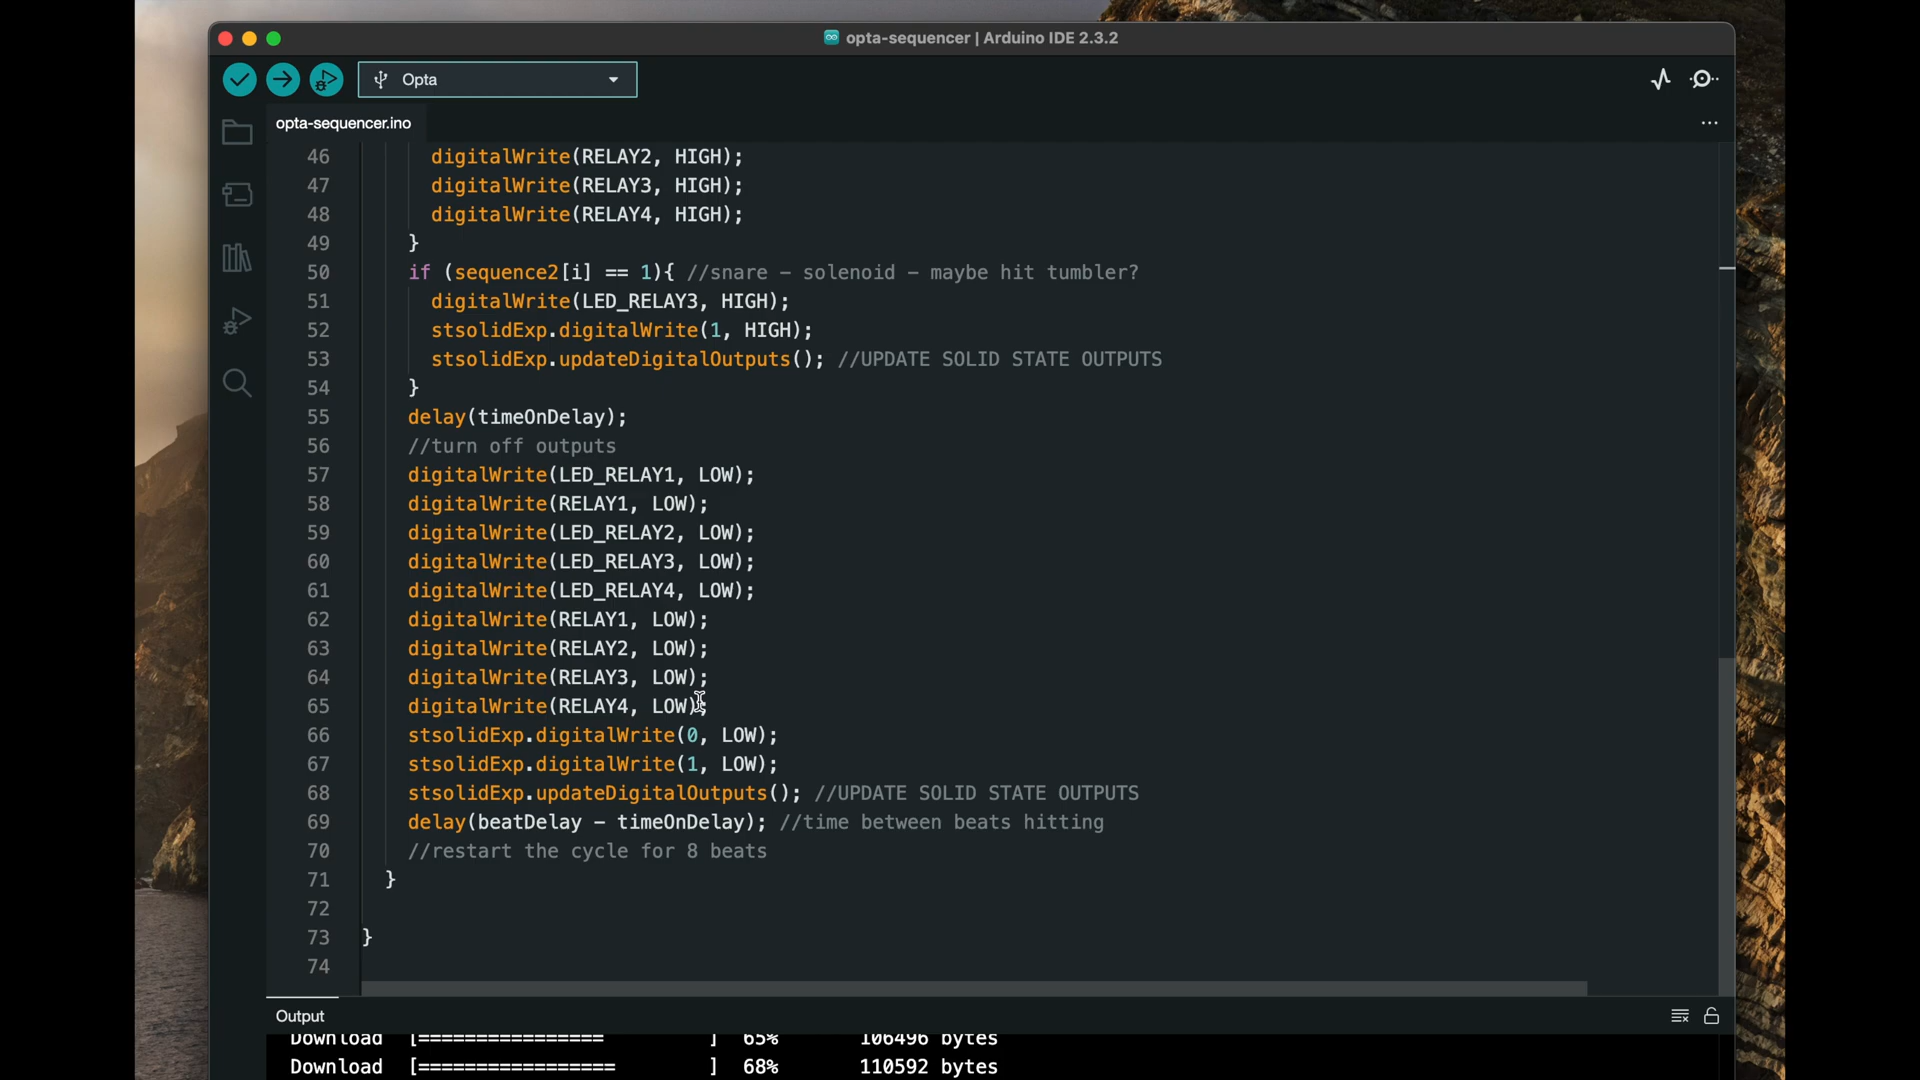 opta-sequencer | Arduino IDE 2.3.2
Opta
opta-sequencer.ino
46 digitalWrite(RELAY2, HIGH);
47 digitalWrite(RELAY3, HIGH);
48 digitalWrite(RELAY4, HIGH);
49 }
50 if (sequence2[i] == 1){ //snare – solenoid – maybe hit tumbler?
51 digitalWrite(LED_RELAY3, HIGH);
52 stsolidExp.digitalWrite(1, HIGH);
53 stsolidExp.updateDigitalOutputs(); //UPDATE SOLID STATE OUTPUTS
54 }
55 delay(timeOnDelay);
56 //turn off outputs
57 digitalWrite(LED_RELAY1, LOW);
58 digitalWrite(RELAY1, LOW);
59 digitalWrite(LED_RELAY2, LOW);
60 digitalWrite(LED_RELAY3, LOW);
61 digitalWrite(LED_RELAY4, LOW);
62 digitalWrite(RELAY1, LOW);
63 digitalWrite(RELAY2, LOW);
64 digitalWrite(RELAY3, LOW);
65 digitalWrite(RELAY4, LOW);
66 stsolidExp.digitalWrite(0, LOW);
67 stsolidExp.digitalWrite(1, LOW);
68 stsolidExp.updateDigitalOutputs(); //UPDATE SOLID STATE OUTPUTS
69 delay(beatDelay – timeOnDelay); //time between beats hitting
70 //restart the cycle for 8 beats
71 }
72
73 }
74
Output
Download [================ ] 65% 106496 bytes
Download [================= ] 68% 110592 bytes